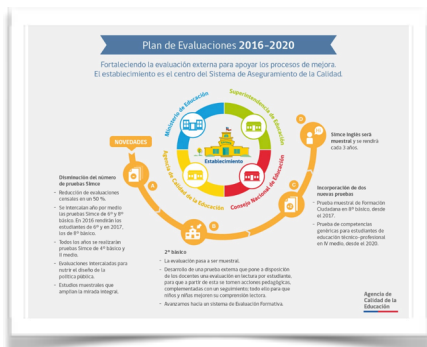 Plan de Evaluaciones 2016-2020
Fortaleciendo la evaluación externa para apoyar los procesos de mejora.
El establecimiento es el centro del Sistema de Aseguramiento de la Calidad.
NOVEDADES
Ministerio de Educación
Superintendencia de Educación
Agencia de Calidad de la Educación
Consejo Nacional de Educación
Establecimiento
A
Disminución del número
de pruebas Simce
- Reducción de evaluaciones
censales en un 50 %.
- Se intercalan año por medio
las pruebas Simce de 6° y 8°
básico. En 2016 rendirán los
estudiantes de 6° y en 2017,
los de 8° básico.
- Todos los años se realizarán
pruebas Simce de 4° básico y
II medio.
- Evaluaciones intercaladas para
nutrir el diseño de la
política pública.
- Estudios muestrales que
amplían la mirada integral.
B
2° básico
- La evaluación pasa a ser muestral.
- Desarrollo de una prueba externa que pone a disposición
de los docentes una evaluación en lectura por estudiante,
para que a partir de esta se tomen acciones pedagógicas,
complementadas con un seguimiento; todo ello para que
niños y niñas mejoren su comprensión lectora.
- Avanzamos hacia un sistema de Evaluación Formativa.
C
Incorporación de dos
nuevas pruebas
- Prueba muestral de formación
Ciudadana en 8° básico, desde
el 2017.
- Prueba de competencias
genéricas para estudiantes de
educación técnico-profesional
en IV medio, desde el 2020.
D
Simce Inglés será
muestral y se rendirá
cada 3 años.
Agencia de
Calidad de la
Educación